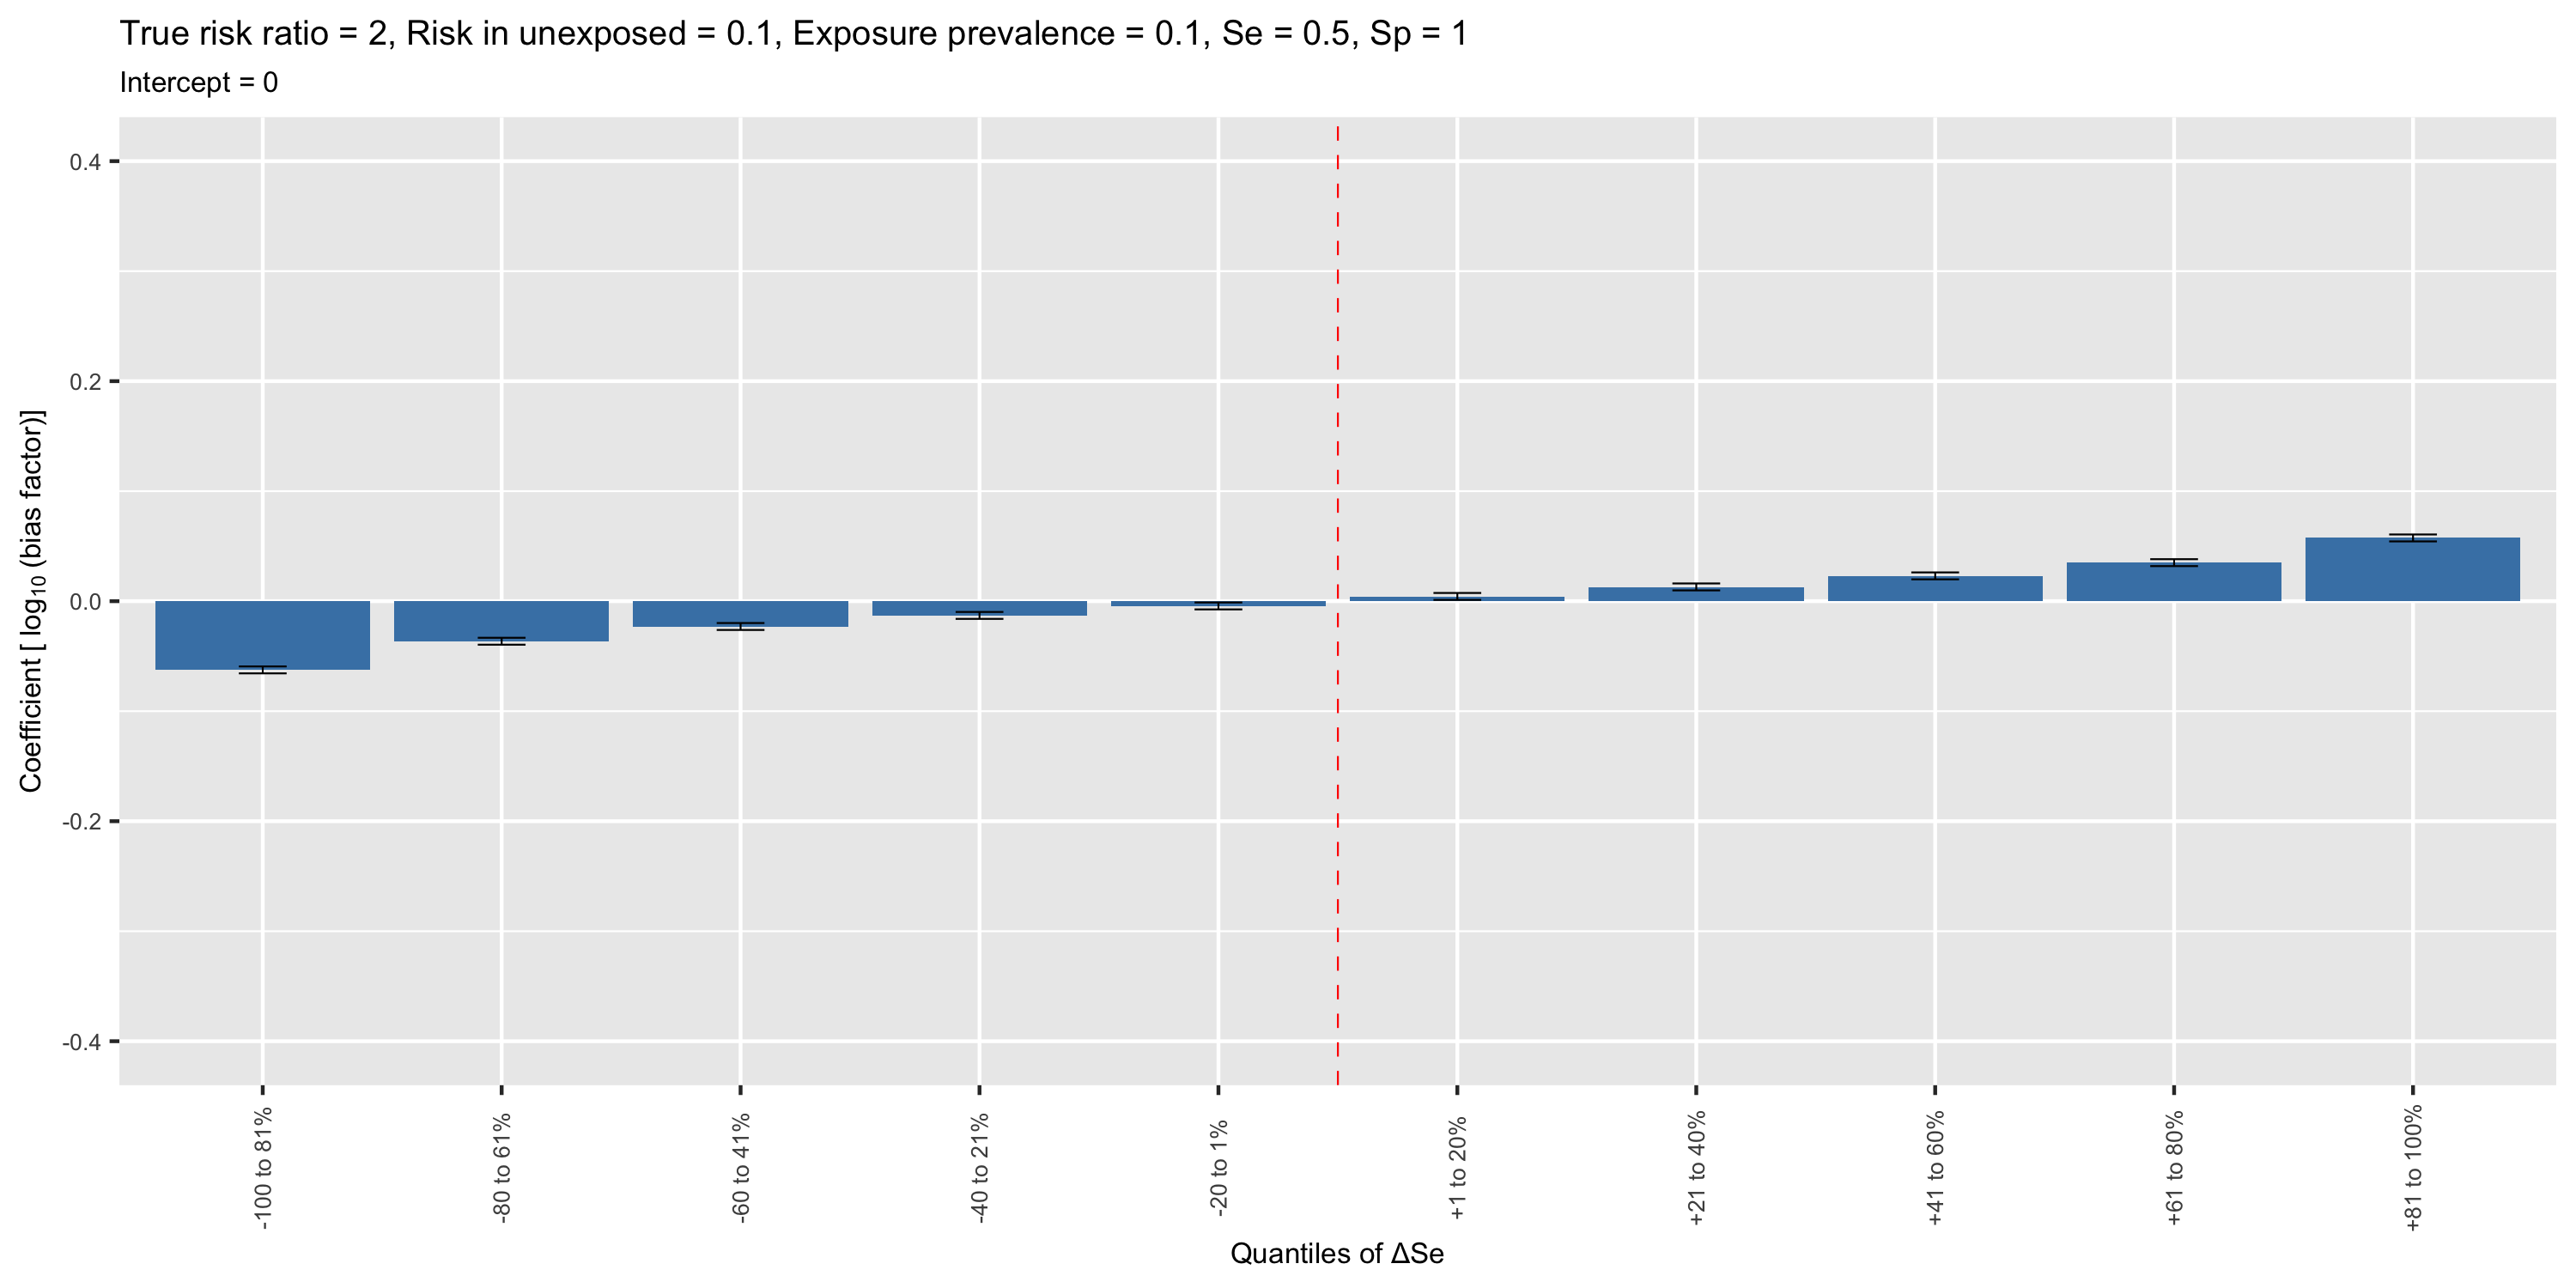 True risk ratio = 2, Risk in unexposed = 0.1, Exposure prevalence = 0.1, Se = 0.5, Sp = 1
Intercept = 0
Coefficient [ log₁₀ (bias factor)]
0.4
0.2
0.0
-0.2
-0.4
-100 to 81%
-80 to 61%
-60 to 41%
-40 to 21%
-20 to 1%
+1 to 20%
+21 to 40%
+41 to 60%
+61 to 80%
+81 to 100%
Quantiles of ΔSe